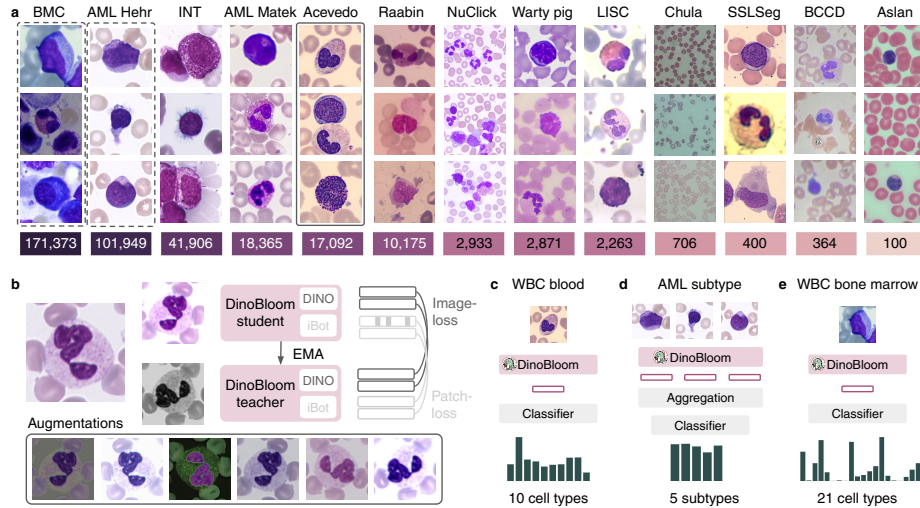 a BMC AML Hehr INT AML Matek Acevedo Raabin NuClick Warty pig LISC Chula SSLSeg BCCD Aslan
171,373 101,949 41,906 18,365 17,092 10,175 2,933 2,871 2,263 706 400 364 100
b
DinoBloom
student
DINO
iBot
EMA
DinoBloom
teacher
DINO
iBot
Image-
loss
Patch-
loss
Augmentations
c WBC blood
DinoBloom
Classifier
10 cell types
d AML subtype
DinoBloom
Aggregation
Classifier
5 subtypes
e WBC bone marrow
DinoBloom
Classifier
21 cell types